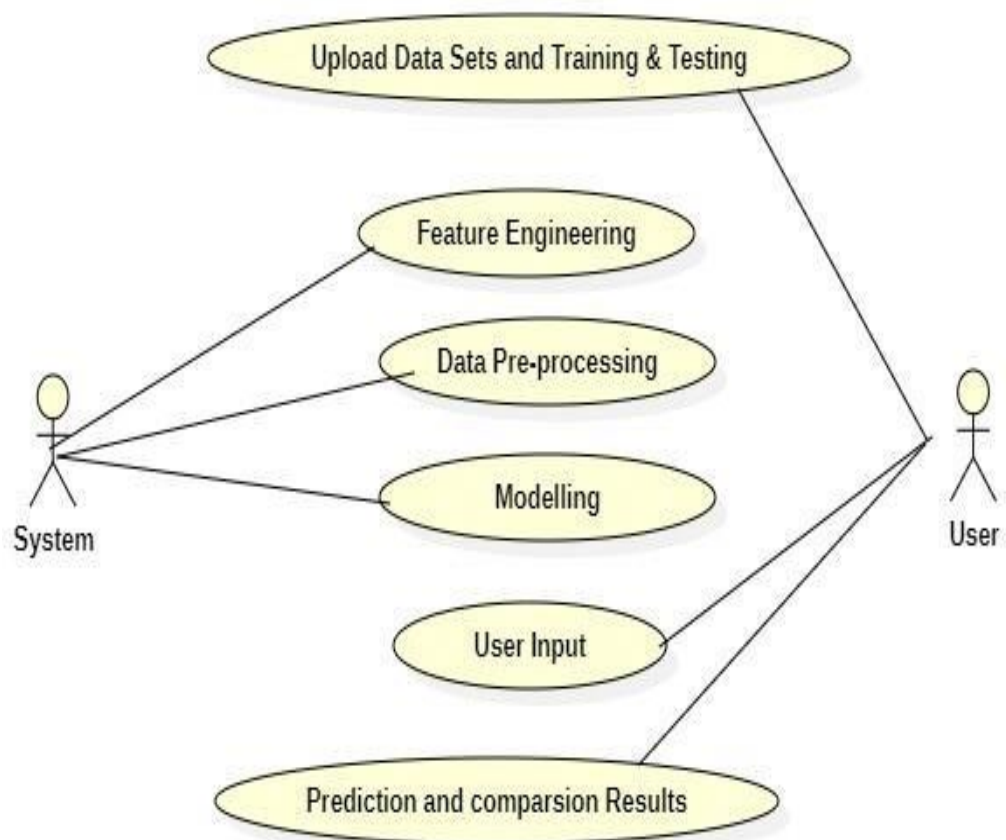 Upload Data Sets and Training & Testing
Feature Engineering
Data Pre-processing
Modelling
System
User
User Input
Prediction and comparsion Results